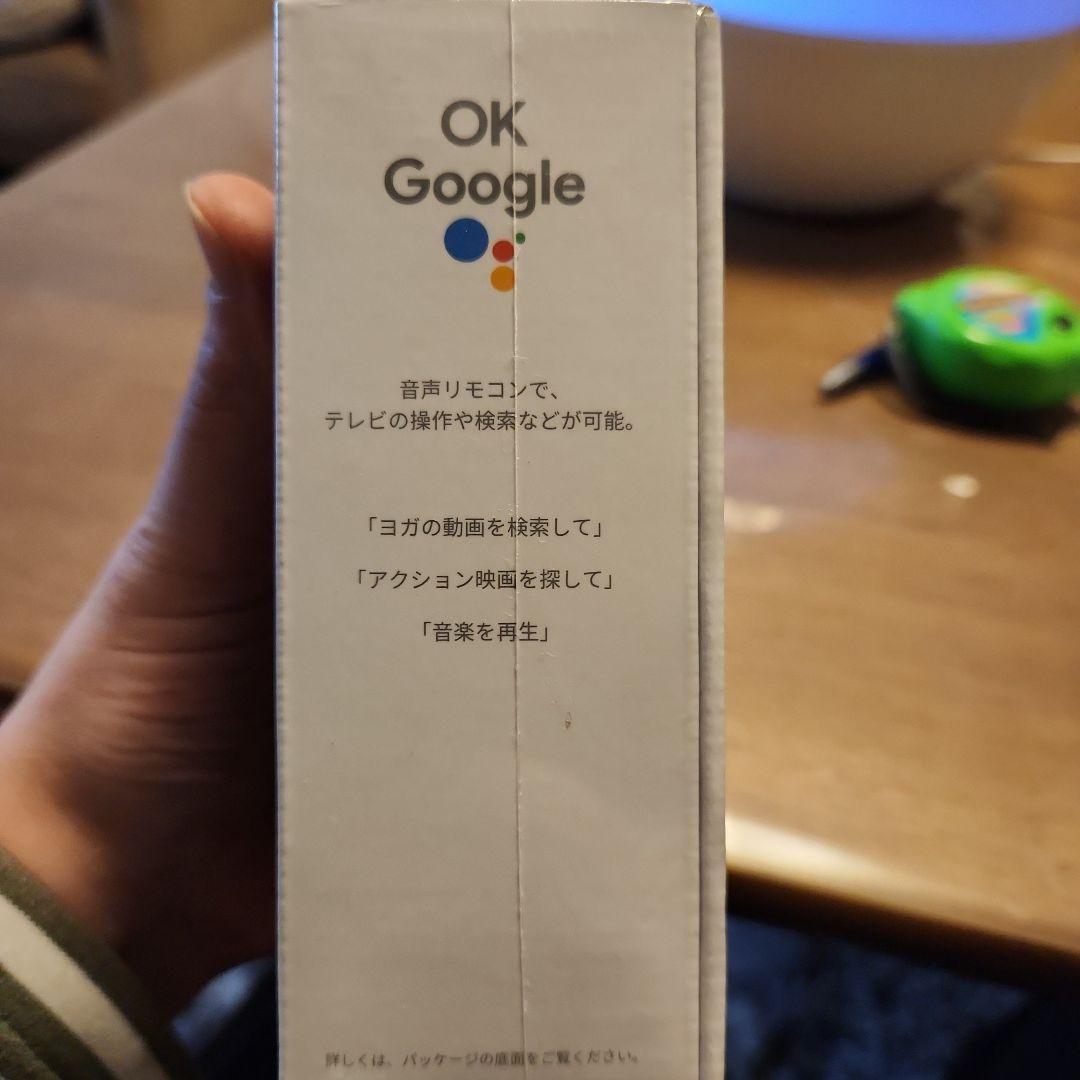 OK
Google
音声リモコンで、
テレビの操作や検索などが可能。
「ヨガの動画を検索して」
「アクション映画を探して」
「音楽を再生」
詳しくは、パッケージの底面をご覧ください。